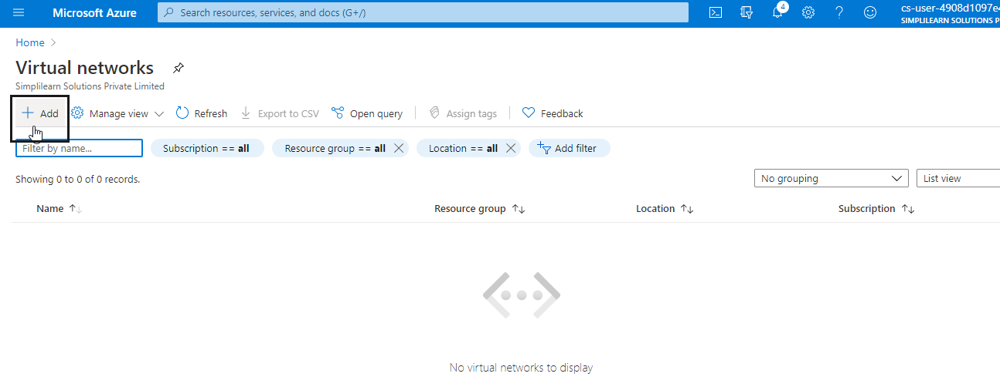 Microsoft Azure
Search resources, services, and docs (G+/)
4
cs-user-4908d1097e4
SIMPLILEARN SOLUTIONS P
Home
Virtual networks
Simplilearn Solutions Private Limited
Add
Manage view
Refresh
Export to CSV
Open query
Assign tags
Feedback
Filter by name...
Subscription == all
Resource group == all
Location == all
Add filter
Showing 0 to 0 of 0 records.
No grouping
List view
Name
Resource group
Location
Subscription
No virtual networks to display